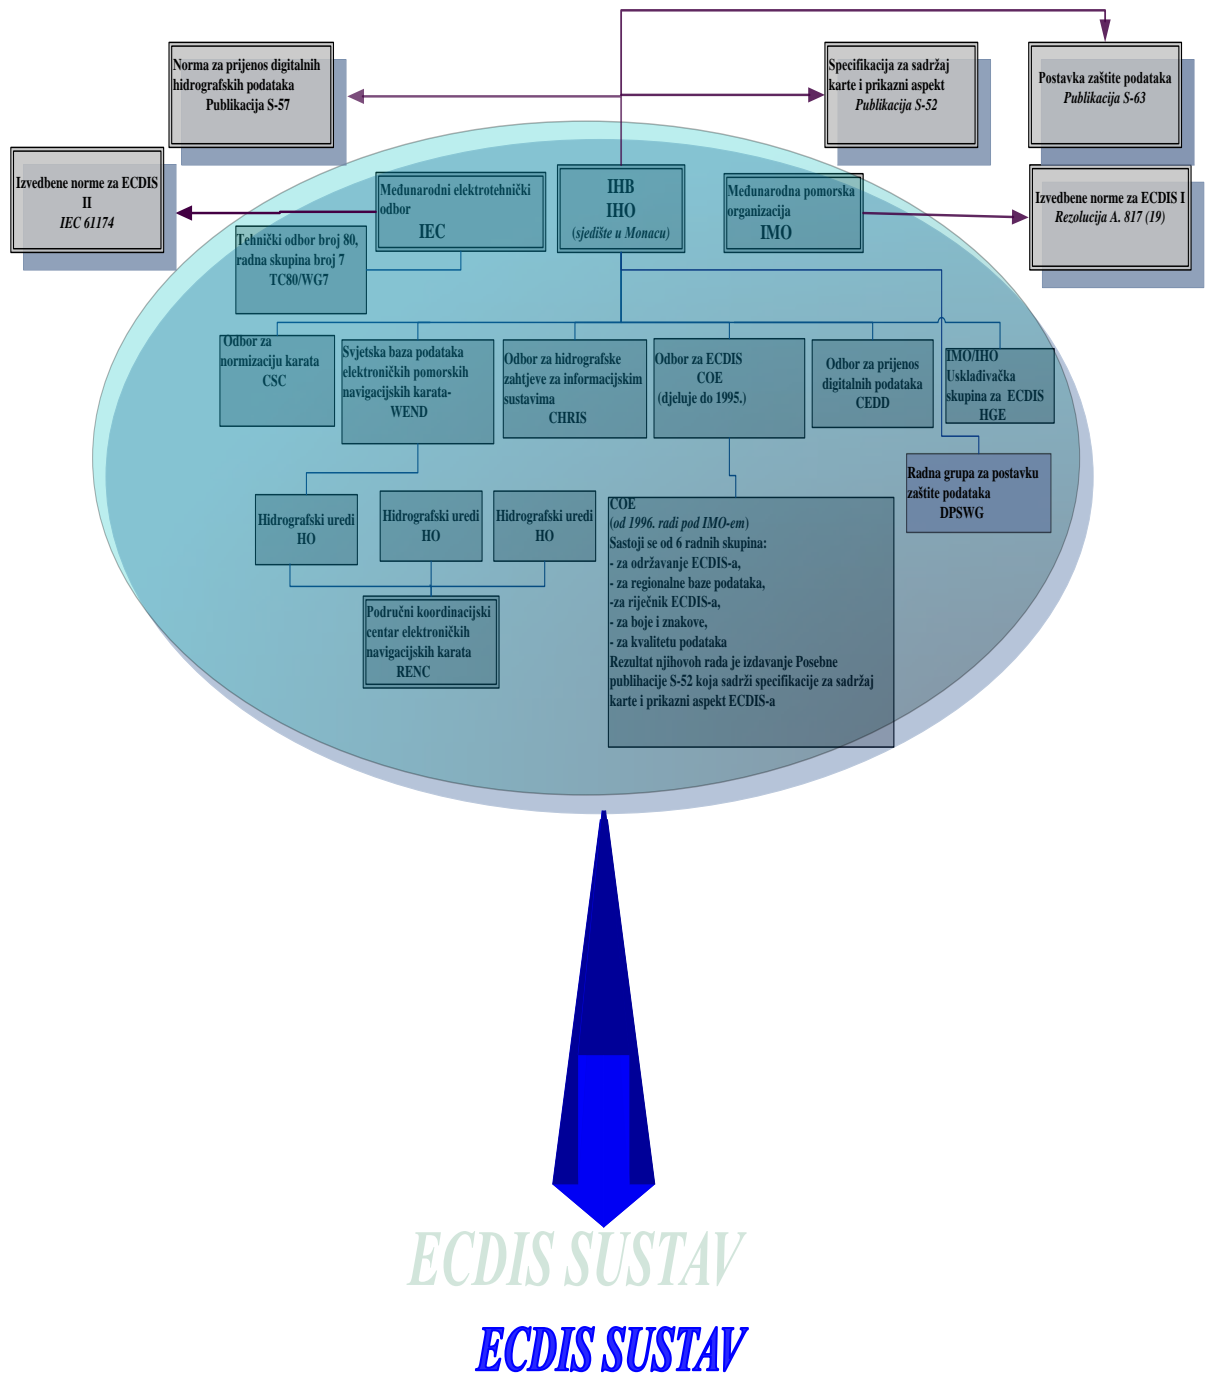 Norma za prijenos digitalnih
hidrografskih podataka
Publikacija S-57
Specifikacija za sadržaj
karte i prikazni aspekt
Publikacija S-52
Postavka zaštite podataka
Publikacija S-63
Izvedbene norme za ECDIS
II
IEC 61174
Međunarodni elektrotehnički
odbor
IEC
IHB
IHO
(sjedište u Monacu)
Međunarodna pomorska
organizacija
IMO
Izvedbene norme za ECDIS I
Rezolucija A. 817 (19)
Tehnički odbor broj 80,
radna skupina broj 7
TC80/WG7
Odbor za
normizaciju karata
CSC
Svjetska baza podataka
elektroničkih pomorskih
navigacijskih karata-
WEND
Odbor za hidrografske
zahtjeve za informacijskim
sustavima
CHRIS
Odbor za ECDIS
COE
(djeluje do 1995.)
Odbor za prijenos
digitalnih podataka
CEDD
IMO/IHO
Usklađivačka
skupina za ECDIS
HGE
Radna grupa za postavku
zaštite podataka
DPSWG
Hidrografski uredi
HO
Hidrografski uredi
HO
Hidrografski uredi
HO
Područni koordinacijski
centar elektroničkih
navigacijskih karata
RENC
COE
(od 1996. radi pod IMO-em)
Sastoji se od 6 radnih skupina:
- za održavanje ECDIS-a,
- za regionalne baze podataka,
-za riječnik ECDIS-a,
- za boje i znakove,
- za kvalitetu podataka
Rezultat njihovoh rada je izdavanje Posebne
publihacije S-52 koja sadrži specifikacije za sadržaj
karte i prikazni aspekt ECDIS-a
ECDIS SUSTAV
ECDIS SUSTAV